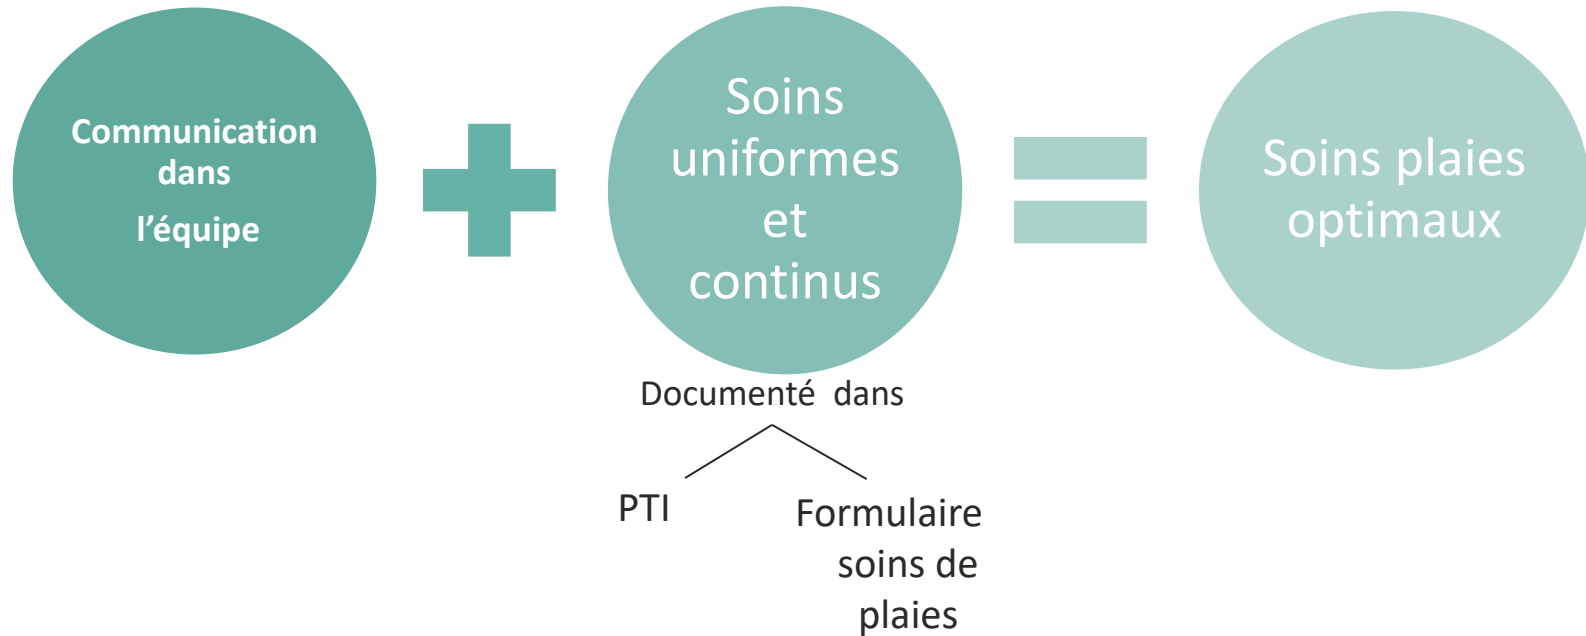 Communication
dans
l’équipe
Soins
uniformes
et
continus
Soins plaies
optimaux
Documenté dans
PTI
Formulaire
soins de
plaies